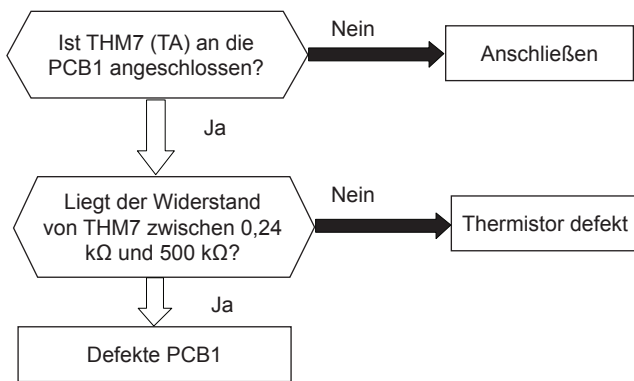 Ist THM7 (TA) an die
PCB1 angeschlossen?
Nein
Anschließen
Ja
Liegt der Widerstand
von THM7 zwischen 0,24
kΩ und 500 kΩ?
Nein
Thermistor defekt
Ja
Defekte PCB1